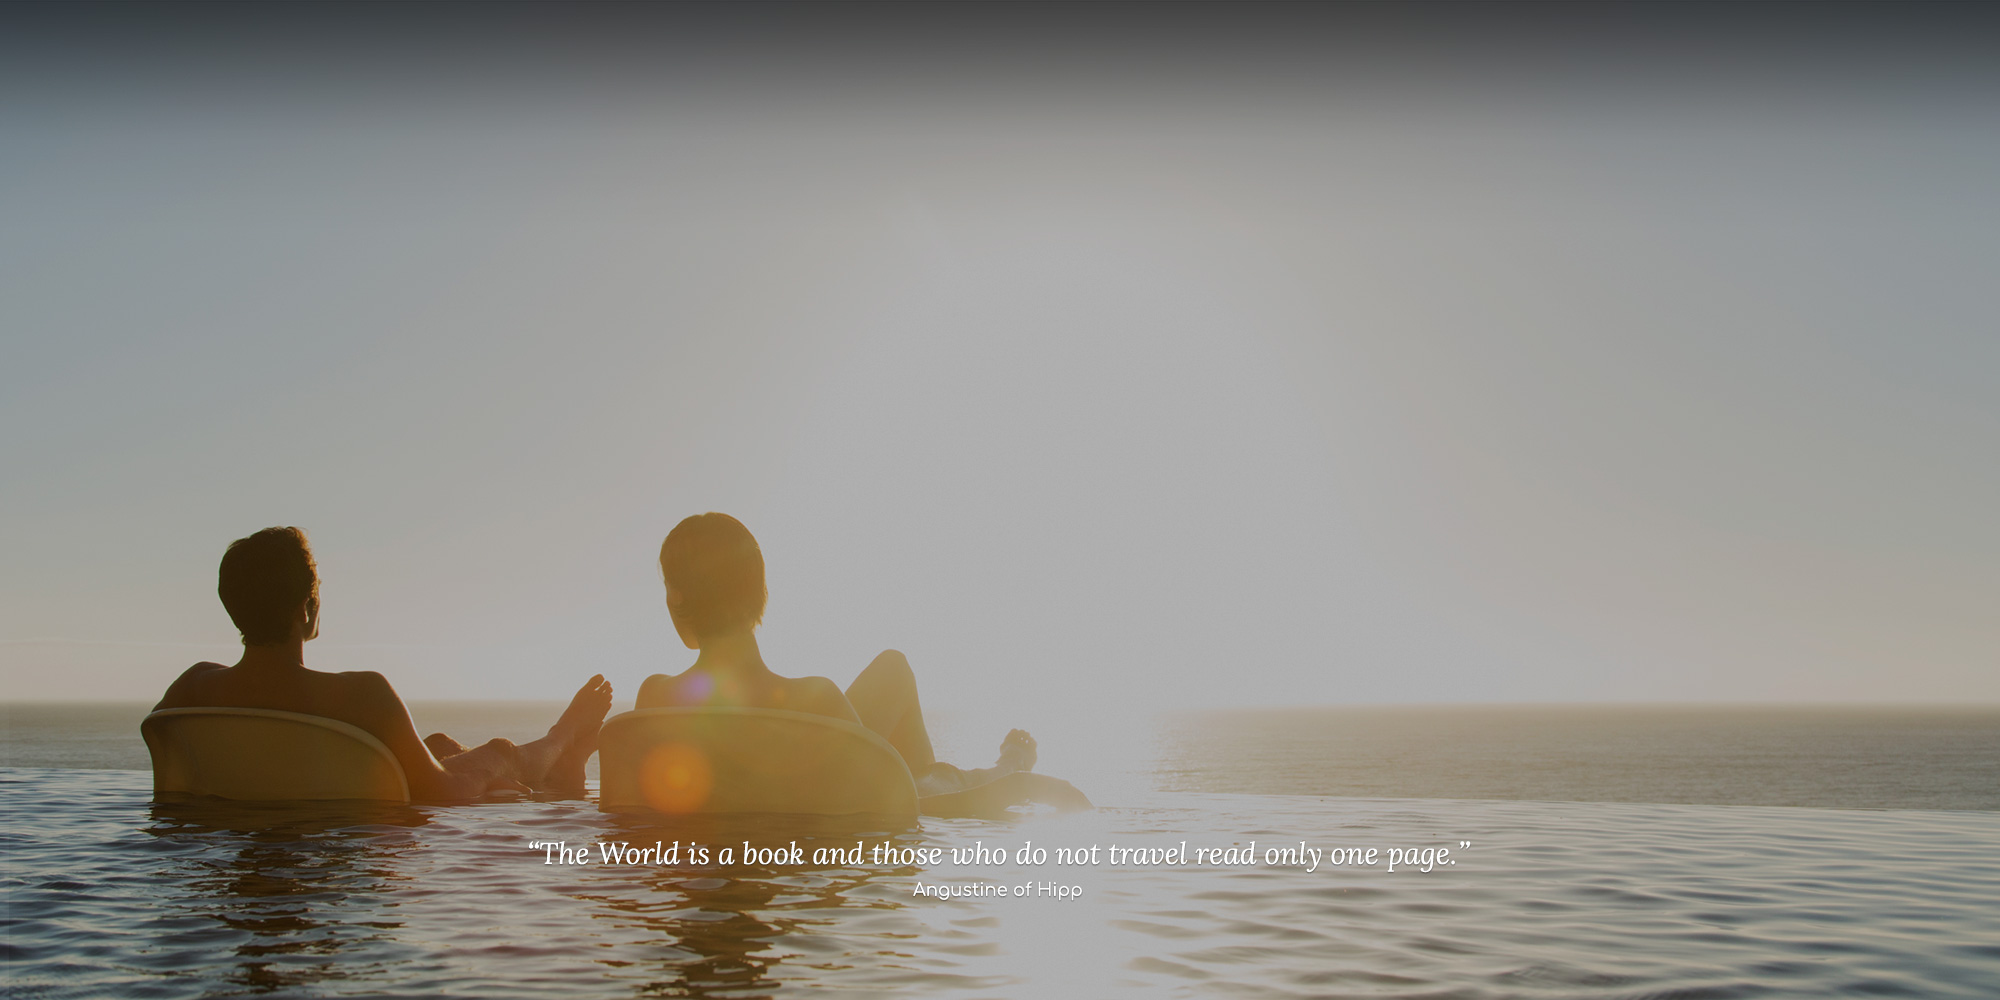 “The World is a book and those who do not travel read only one page.”
Angustine of Hipp